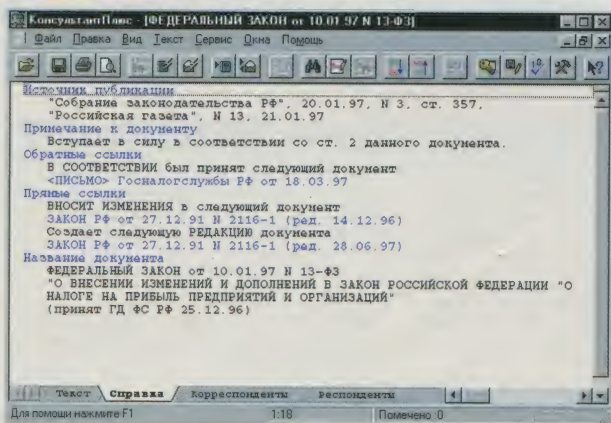 КонсультантПлюс - [ФЕДЕРАЛЬНЫЙ ЗАКОН от 10.01.97 N 13-ФЗ]
Файл Правка Вид Текст Сервис Окна Помощь
Источник публикации
"Собрание законодательства РФ", 20.01.97, N 3, ст. 357,
"Российская газета", N 13, 21.01.97
Примечание к документу
Вступает в силу в соответствии со ст. 2 данного документа.
Обратные ссылки
В СООТВЕТСТВИИ был принят следующий документ
<ПИСЬМО> Госналогслужбы РФ от 18.03.97
Прямые ссылки
ВНОСИТ ИЗМЕНЕНИЯ в следующий документ
ЗАКОН РФ от 27.12.91 N 2116-1 (ред. 14.12.96)
Создает следующую РЕДАКЦИЮ документа
ЗАКОН РФ от 27.12.91 N 2116-1 (ред. 28.06.97)
Название документа
ФЕДЕРАЛЬНЫЙ ЗАКОН от 10.01.97 N 13-ФЗ
"О ВНЕСЕНИИ ИЗМЕНЕНИЙ И ДОПОЛНЕНИЙ В ЗАКОН РОССИЙСКОЙ ФЕДЕРАЦИИ "О
НАЛОГЕ НА ПРИБЫЛЬ ПРЕДПРИЯТИЙ И ОРГАНИЗАЦИЙ"
(принят ГД ФС РФ 25.12.96)
Текст Справка Корреспонденты Респонденты
Для помощи нажмите F1 1:18 Помечено: 0